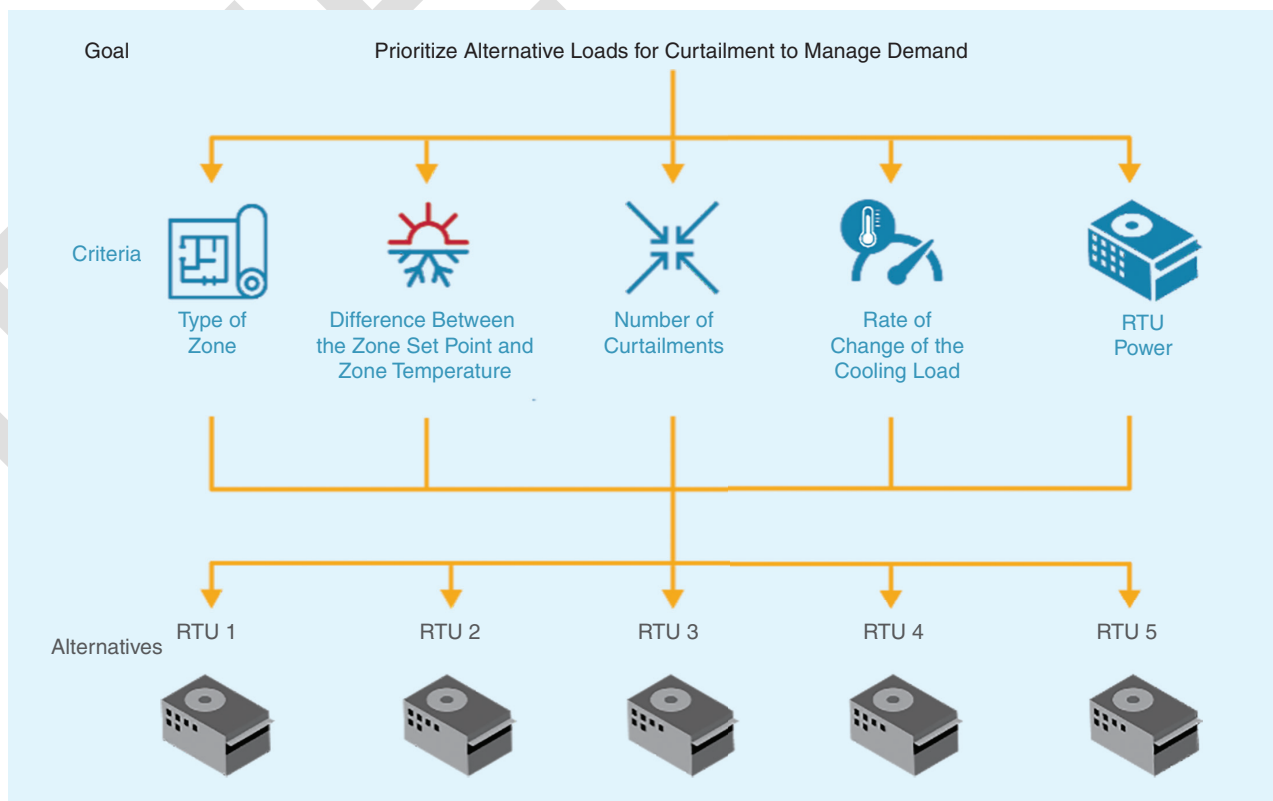 Goal
Prioritize Alternative Loads for Curtailment to Manage Demand
Criteria
Type of
Zone
Difference Between
the Zone Set Point and
Zone Temperature
Number of
Curtailments
Rate of
Change of the
Cooling Load
RTU
Power
Alternatives
RTU 1
RTU 2
RTU 3
RTU 4
RTU 5